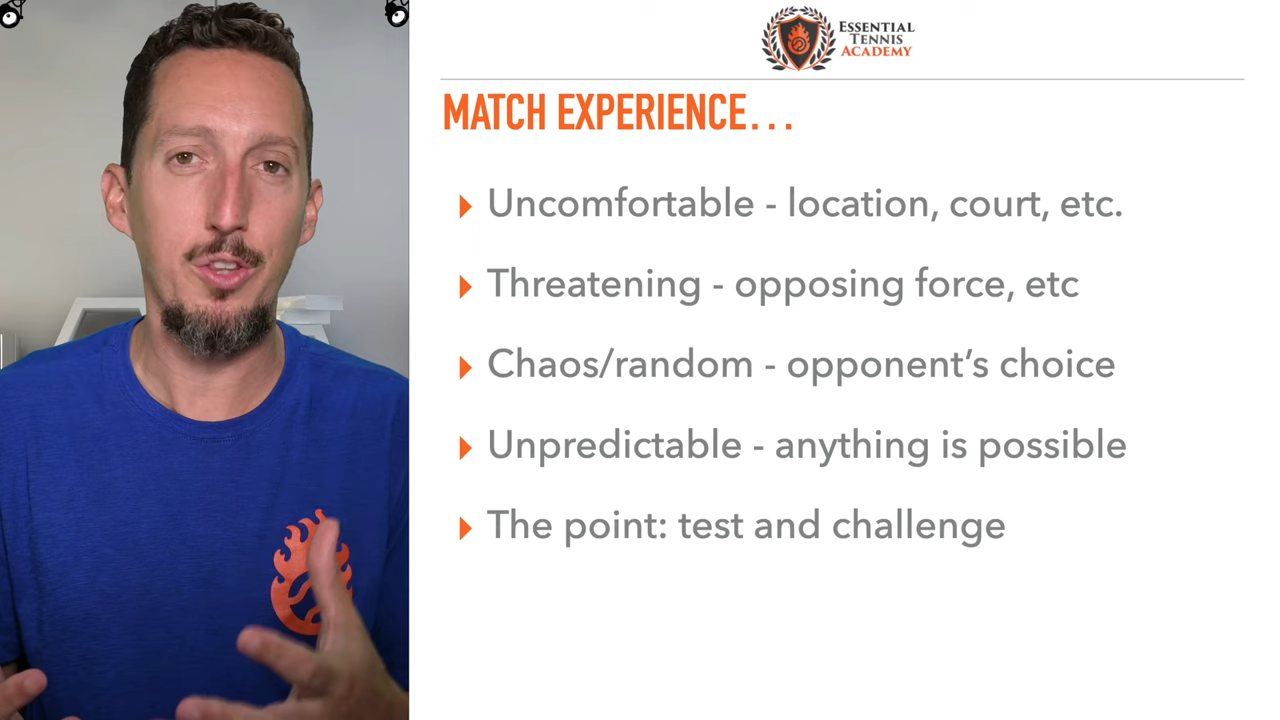 ESSENTIAL
TENNIS
ACADEMY
MATCH EXPERIENCE...
Uncomfortable - location, court, etc.
Threatening - opposing force, etc
Chaos/random - opponent’s choice
Unpredictable - anything is possible
The point: test and challenge